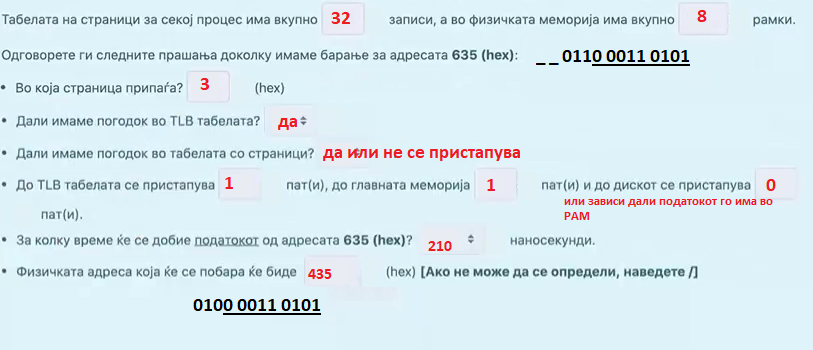 Табелата на страници за секој процес има вкупно 32 записи, а во физичката меморија има вкупно 8 рамки.
Одговорете ги следните прашања доколку имаме барање за адресата 635 (hex): _ _ 0110 0011 0101
• Во која страница припаѓа? 3 (hex)
• Дали имаме погодок во TLB табелата? да
• Дали имаме погодок во табелата со страници? да или не се пристапува
• До TLB табелата се пристапува 1 пат(и), до главната меморија 1 пат(и) и до дискот се пристапува 0
или зависи дали податокот го има во
пат(и).
РАМ
• За колку време ќе се добие податокот од адресата 635 (hex)? 210 наносекунди.
• Физичката адреса која ќе се побара ќе биде 435 (hex) [Ако не може да се определи, наведете /]
0100 0011 0101